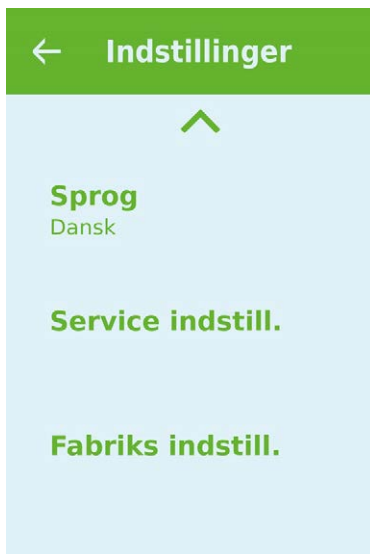 Indstillinger
Sprog
Dansk
Service indstill.
Fabriks indstill.